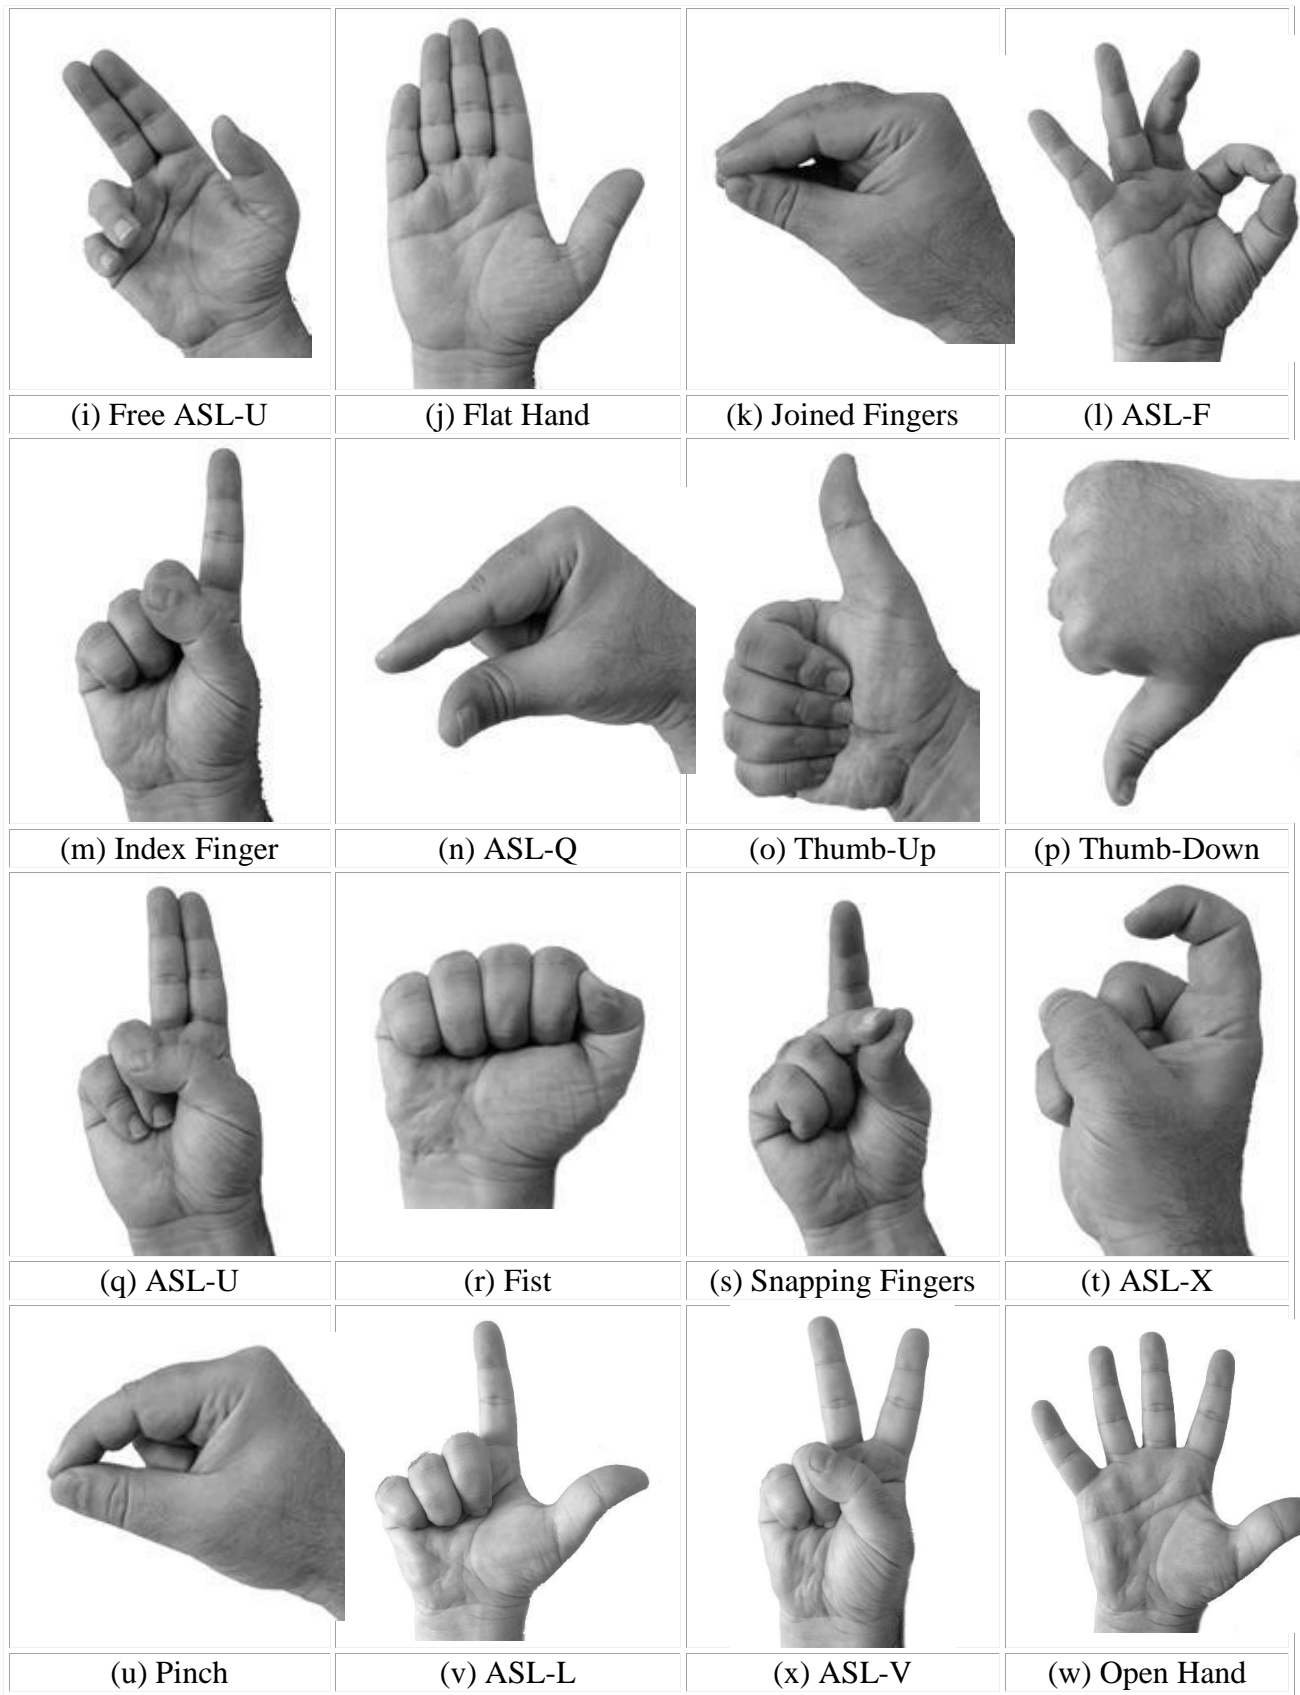 (i) Free ASL-U
(j) Flat Hand
(k) Joined Fingers
(l) ASL-F
(m) Index Finger
(n) ASL-Q
(o) Thumb-Up
(p) Thumb-Down
(q) ASL-U
(r) Fist
(s) Snapping Fingers
(t) ASL-X
(u) Pinch
(v) ASL-L
(x) ASL-V
(w) Open Hand